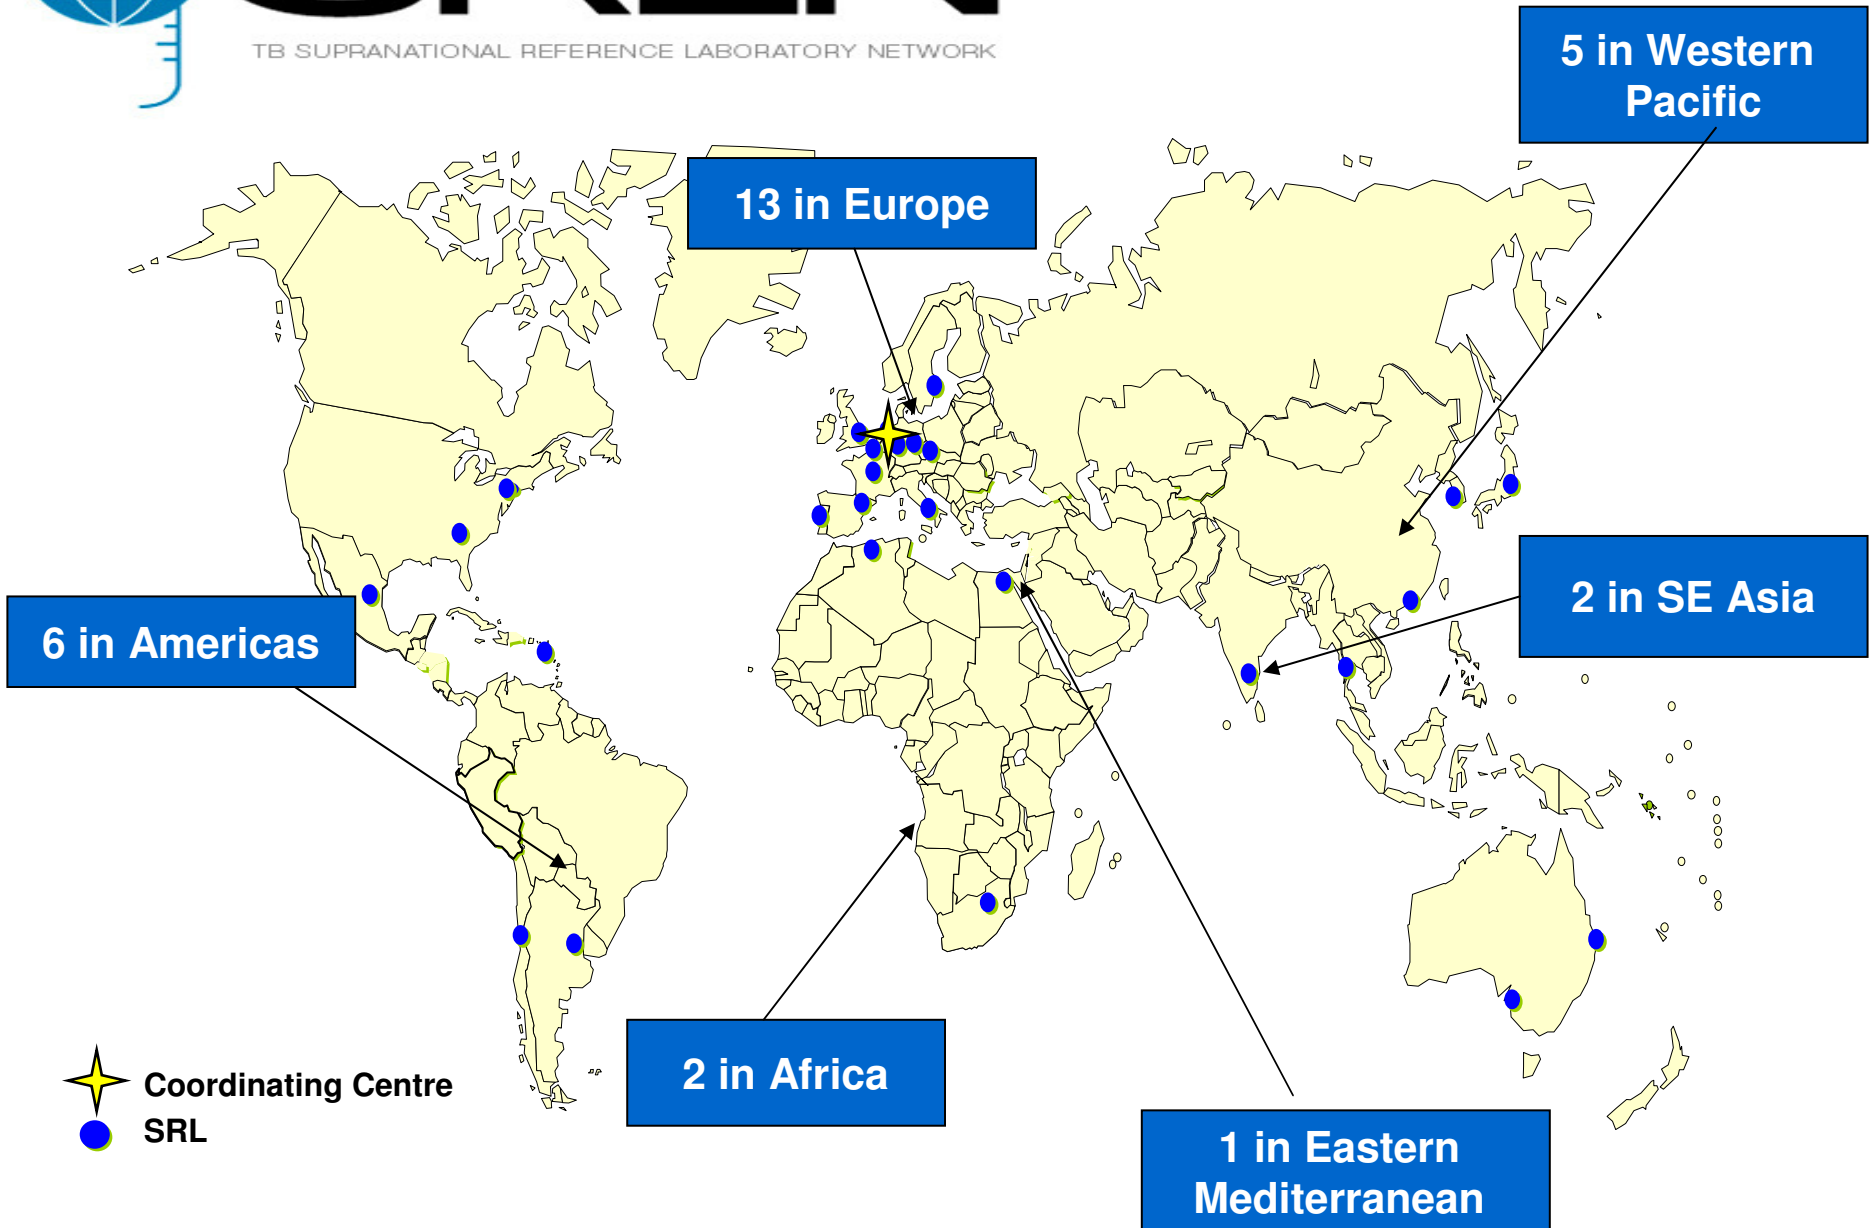 TB SUPRANATIONAL REFERENCE LABORATORY NETWORK
5 in Western
Pacific
13 in Europe
2 in SE Asia
6 in Americas
2 in Africa
1 in Eastern
Mediterranean
Coordinating Centre
SRL